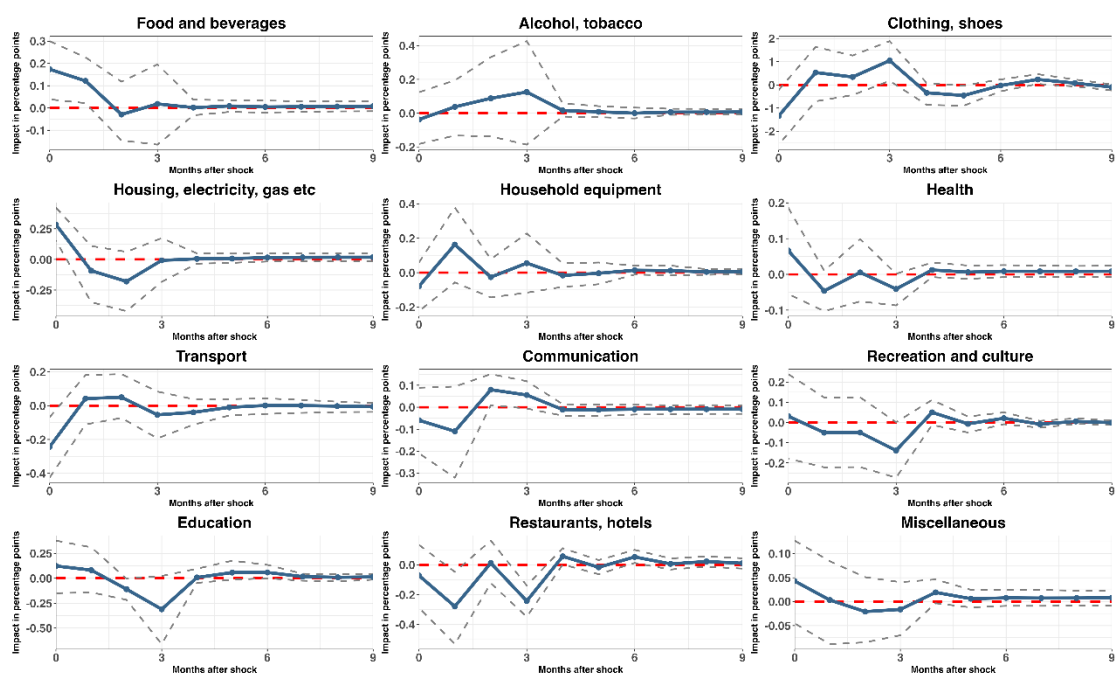 Food and beverages
Impact in percentage points
0.3
0.2
0.1
0.0
-0.1
0 3 6 9
Months after shock
Alcohol, tobacco
Impact in percentage points
0.4
0.2
0.0
-0.2
0 3 6 9
Months after shock
Clothing, shoes
Impact in percentage points
2
1
0
-1
-2
0 3 6 9
Months after shock
Housing, electricity, gas etc
Impact in percentage points
0.25
0.00
-0.25
0 3 6 9
Months after shock
Household equipment
Impact in percentage points
0.4
0.2
0.0
-0.2
0 3 6 9
Months after shock
Health
Impact in percentage points
0.2
0.1
0.0
-0.1
0 3 6 9
Months after shock
Transport
Impact in percentage points
0.2
0.0
-0.2
-0.4
0 3 6 9
Months after shock
Communication
Impact in percentage points
0.1
0.0
-0.1
-0.2
-0.3
0 3 6 9
Months after shock
Recreation and culture
Impact in percentage points
0.2
0.1
0.0
-0.1
-0.2
0 3 6 9
Months after shock
Education
Impact in percentage points
0.25
0.00
-0.25
-0.50
0 3 6 9
Months after shock
Restaurants, hotels
Impact in percentage points
0.0
-0.2
-0.4
0 3 6 9
Months after shock
Miscellaneous
Impact in percentage points
0.10
0.05
0.00
-0.05
0 3 6 9
Months after shock